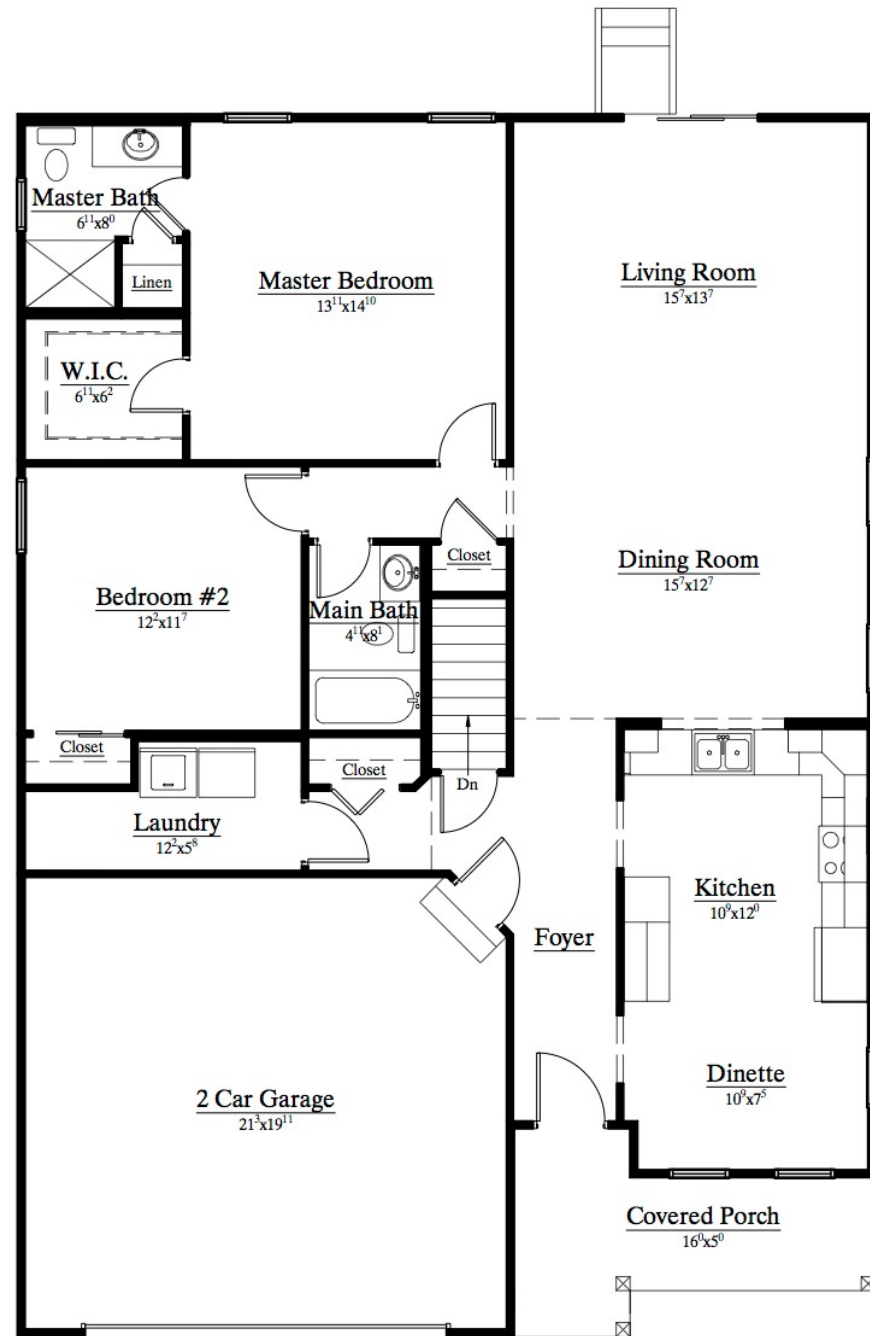 Master Bath
6¹¹x8⁰
Linen
Master Bedroom
13¹¹x14¹⁰
Living Room
15⁷x13⁷
W.I.C.
6¹¹x6²
Closet
Dining Room
15⁷x12⁷
Bedroom #2
12²x11⁷
Main Bath
4¹¹x8¹
Closet
Closet
Dn
Laundry
12²x5⁸
Kitchen
10⁹x12⁰
Foyer
Dinette
10⁹x7⁵
2 Car Garage
21³x19¹¹
Covered Porch
16⁰x5⁰